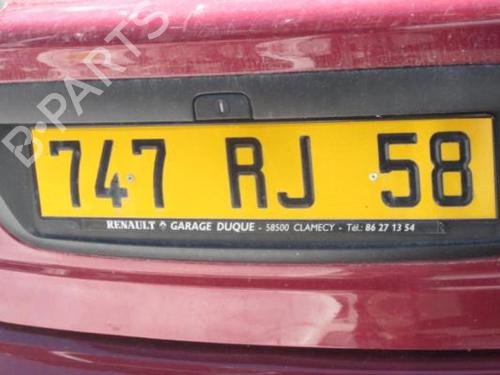 B-PARTS
747 RJ 58
RENAULT GARAGE DUQUE - 58500 CLAMECY - Tél.: 86 27 13 54